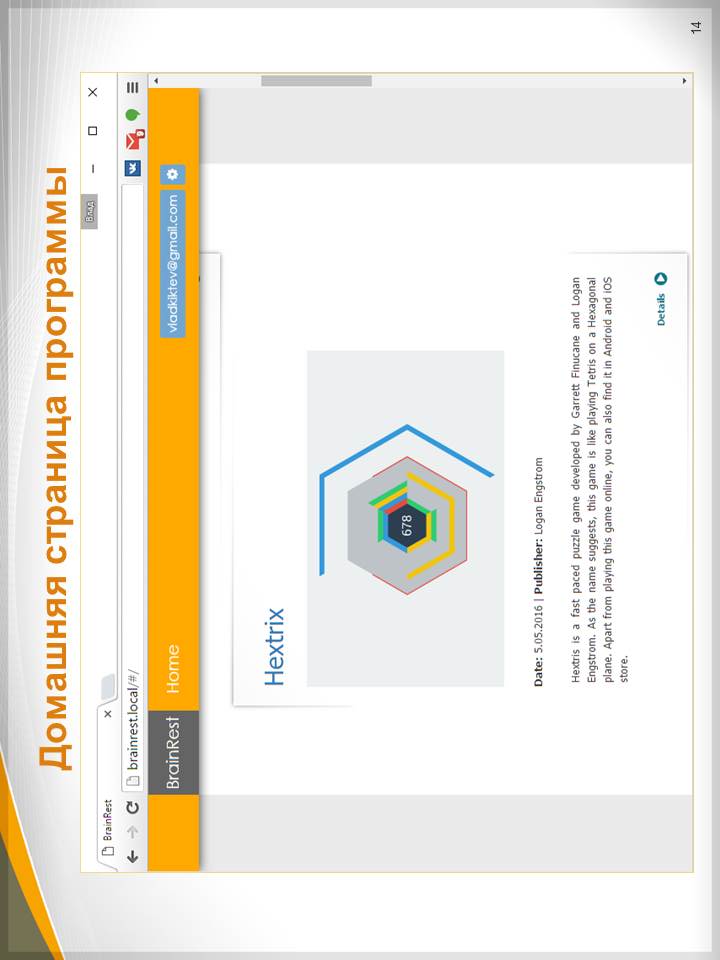 Домашняя страница программы
Влад
BrainRest
brainrest.local/#/
9
BrainRest
Home
vladkiktev@gmail.com
Hextrix
678
Date: 5.05.2016 | Publisher: Logan Engstrom
Hextris is a fast paced puzzle game developed by Garrett Finucane and Logan
Engstrom. As the name suggests, this game is like playing Tetris on a Hexagonal
plane. Apart from playing this game online, you can also find it in Android and iOS
store.
Details
14